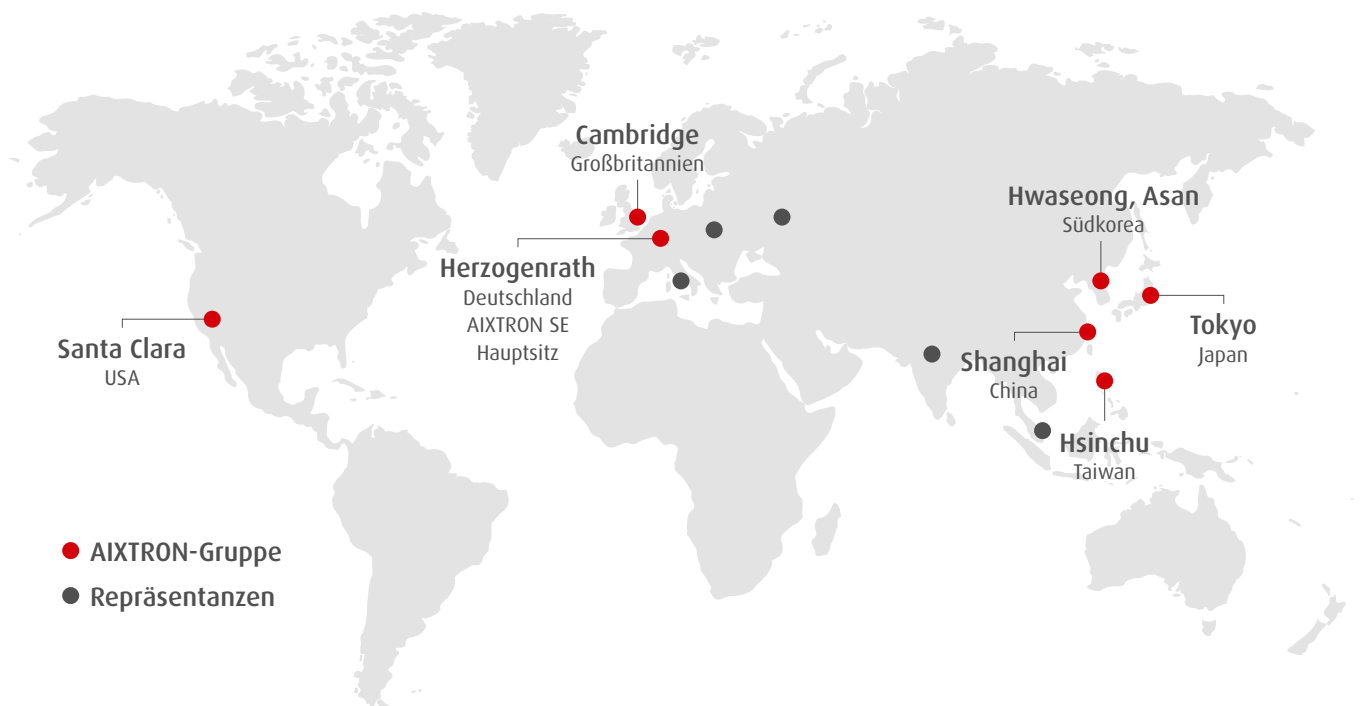 Cambridge
Großbritannien
Hwaseong, Asan
Südkorea
Herzogenrath
Deutschland
AIXTRON SE
Hauptsitz
Santa Clara
USA
Tokyo
Japan
Shanghai
China
Hsinchu
Taiwan
AIXTRON-Gruppe
Repräsentanzen